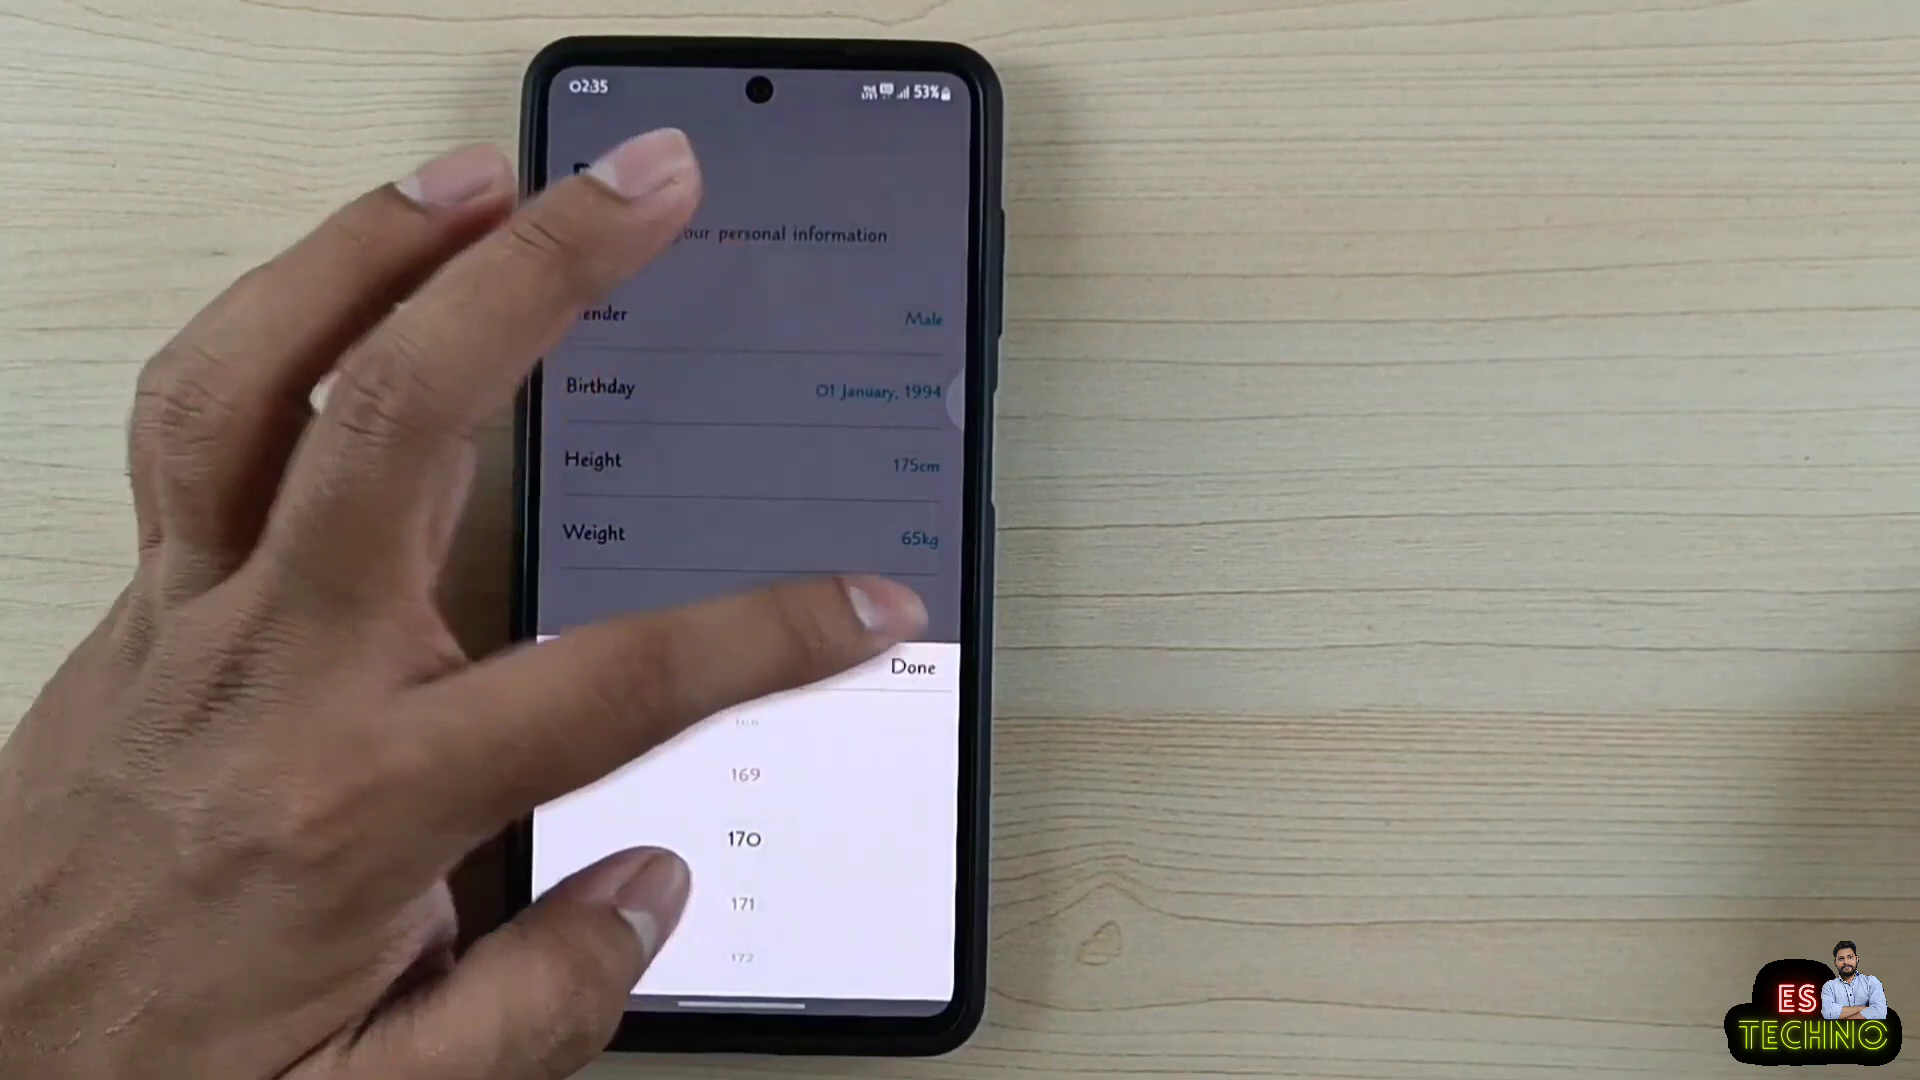 02:35
53%
our personal information
ender
Male
Birthday
01 January, 1994
Height
175cm
Weight
65kg
Done
169
170
171
172
ES
TECHNO